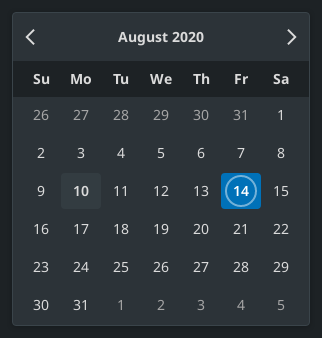 August 2020
Su Mo Tu We Th Fr Sa
26 27 28 29 30 31 1
2 3 4 5 6 7 8
9 10 11 12 13 14 15
16 17 18 19 20 21 22
23 24 25 26 27 28 29
30 31 1 2 3 4 5